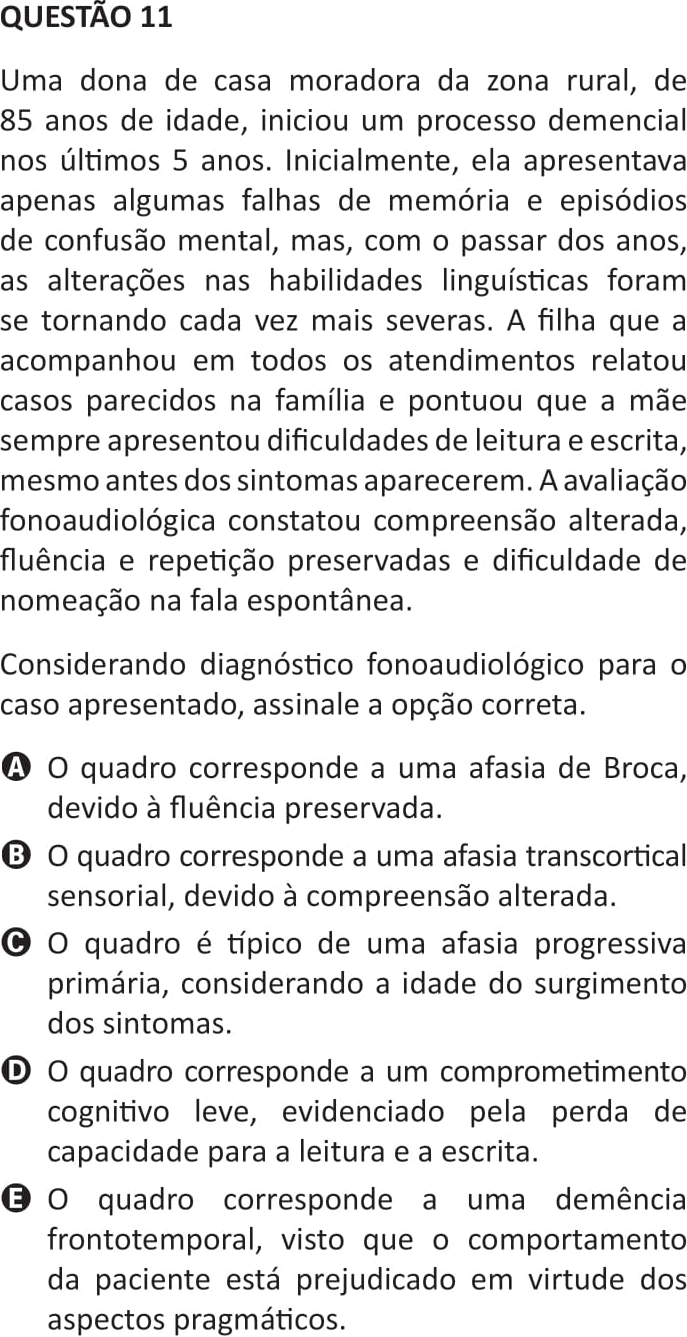 QUESTÃO 11
Uma dona de casa moradora da zona rural, de
85 anos de idade, iniciou um processo demencial
nos últimos 5 anos. Inicialmente, ela apresentava
apenas algumas falhas de memória e episódios
de confusão mental, mas, com o passar dos anos,
as alterações nas habilidades linguísticas foram
se tornando cada vez mais severas. A filha que a
acompanhou em todos os atendimentos relatou
casos parecidos na família e pontuou que a mãe
sempre apresentou dificuldades de leitura e escrita,
mesmo antes dos sintomas aparecerem. A avaliação
fonoaudiológica constatou compreensão alterada,
fluência e repetição preservadas e dificuldade de
nomeação na fala espontânea.
Considerando diagnóstico fonoaudiológico para o
caso apresentado, assinale a opção correta.
A O quadro corresponde a uma afasia de Broca,
devido à fluência preservada.
B O quadro corresponde a uma afasia transcortical
sensorial, devido à compreensão alterada.
C O quadro é típico de uma afasia progressiva
primária, considerando a idade do surgimento
dos sintomas.
D O quadro corresponde a um comprometimento
cognitivo leve, evidenciado pela perda de
capacidade para a leitura e a escrita.
E O quadro corresponde a uma demência
frontotemporal, visto que o comportamento
da paciente está prejudicado em virtude dos
aspectos pragmáticos.